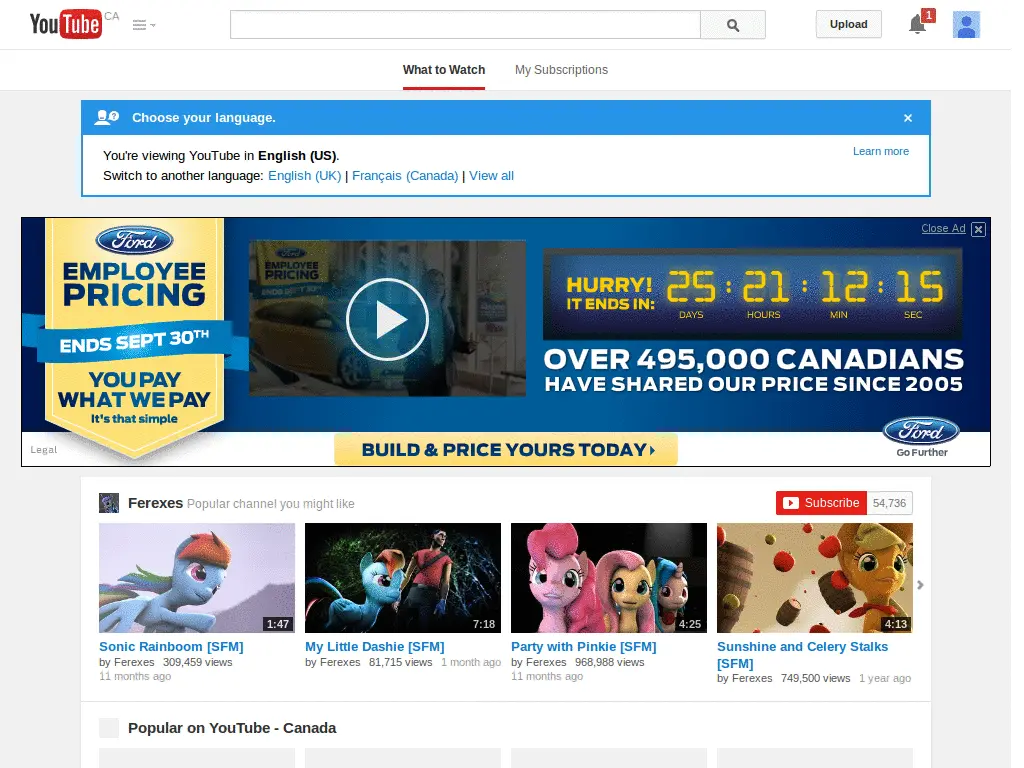 YouTube CA
Upload
1
What to Watch My Subscriptions
Choose your language.
You're viewing YouTube in English (US).
Learn more
Switch to another language: English (UK) | Français (Canada) | View all
Close Ad
Ford
EMPLOYEE
PRICING
ENDS SEPT 30TH
YOU PAY
WHAT WE PAY
It's that simple
Legal
HURRY!
IT ENDS IN:
25 : 21 : 12 : 15
DAYS HOURS MIN SEC
OVER 495,000 CANADIANS
HAVE SHARED OUR PRICE SINCE 2005
BUILD & PRICE YOURS TODAY
Ford
Go Further
Ferexes Popular channel you might like
Subscribe 54,736
1:47 7:18 4:25 4:13
Sonic Rainboom [SFM]
by Ferexes 309,459 views
11 months ago
My Little Dashie [SFM]
by Ferexes 81,715 views 1 month ago
Party with Pinkie [SFM]
by Ferexes 968,988 views
11 months ago
Sunshine and Celery Stalks
[SFM]
by Ferexes 749,500 views 1 year ago
Popular on YouTube - Canada